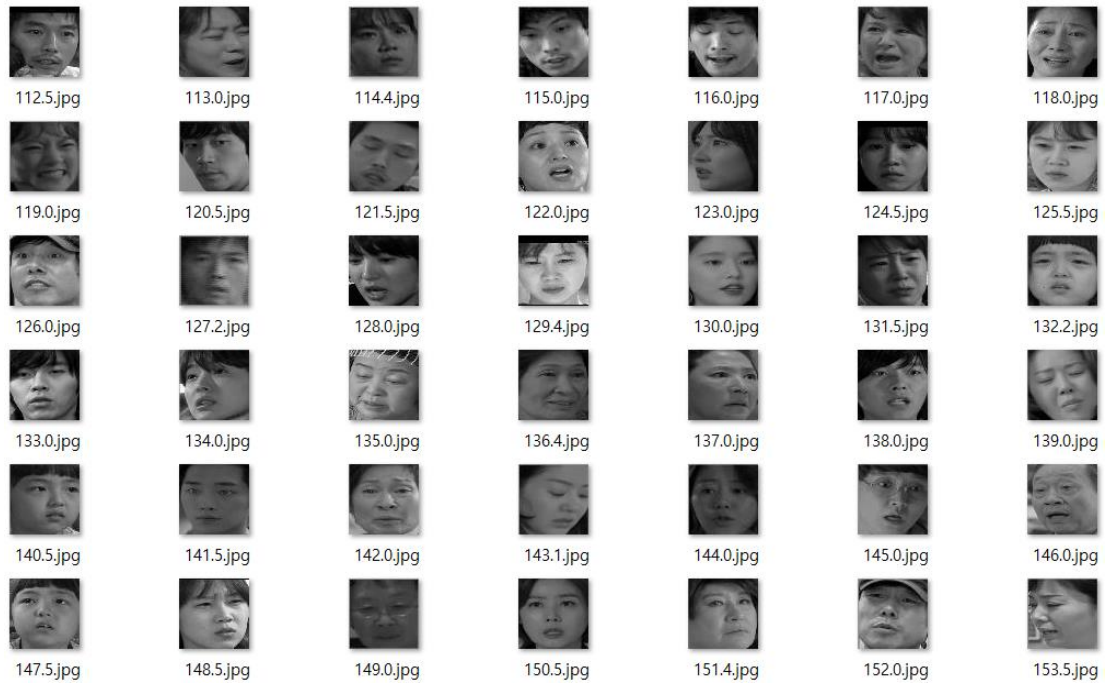 112.5.jpg 113.0.jpg 114.4.jpg 115.0.jpg 116.0.jpg 117.0.jpg 118.0.jpg
119.0.jpg 120.5.jpg 121.5.jpg 122.0.jpg 123.0.jpg 124.5.jpg 125.5.jpg
126.0.jpg 127.2.jpg 128.0.jpg 129.4.jpg 130.0.jpg 131.5.jpg 132.2.jpg
133.0.jpg 134.0.jpg 135.0.jpg 136.4.jpg 137.0.jpg 138.0.jpg 139.0.jpg
140.5.jpg 141.5.jpg 142.0.jpg 143.1.jpg 144.0.jpg 145.0.jpg 146.0.jpg
147.5.jpg 148.5.jpg 149.0.jpg 150.5.jpg 151.4.jpg 152.0.jpg 153.5.jpg